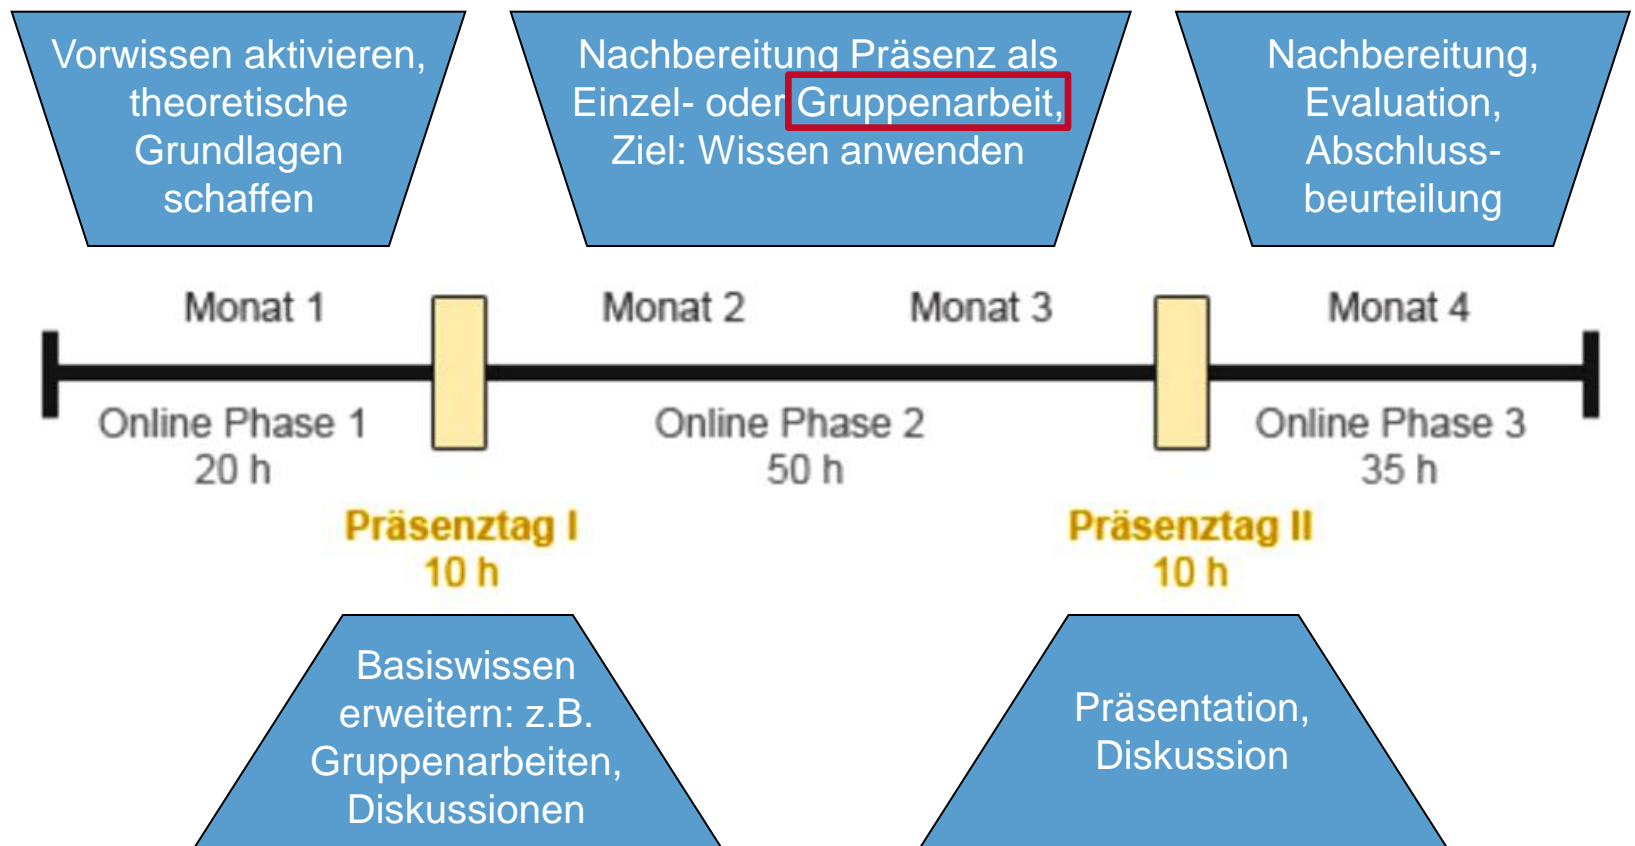 Vorwissen aktivieren,
theoretische
Grundlagen
schaffen
Nachbereitung Präsenz als
Einzel- oder Gruppenarbeit,
Ziel: Wissen anwenden
Nachbereitung,
Evaluation,
Abschluss-
beurteilung
Monat 1
Monat 2
Monat 3
Monat 4
Online Phase 1
20 h
Online Phase 2
50 h
Online Phase 3
35 h
Präsenztag I
10 h
Präsenztag II
10 h
Basiswissen
erweitern: z.B.
Gruppenarbeiten,
Diskussionen
Präsentation,
Diskussion